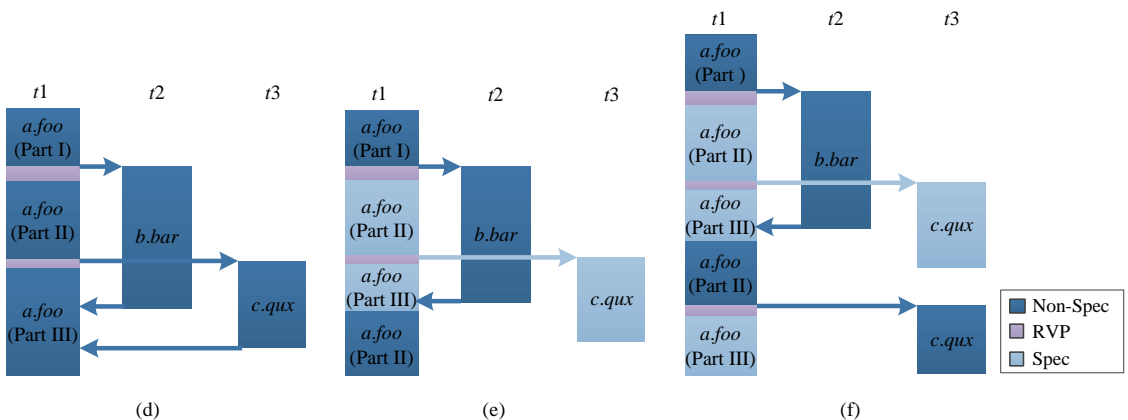 t1
t2
t3
a.foo
(Part I)
a.foo
(Part II)
a.foo
(Part III)
b.bar
c.qux
(d)
t1
t2
t3
a.foo
(Part I)
a.foo
(Part II)
a.foo
(Part III)
a.foo
(Part II)
b.bar
c.qux
(e)
t1
t2
t3
a.foo
(Part )
a.foo
(Part II)
a.foo
(Part III)
a.foo
(Part II)
a.foo
(Part III)
b.bar
c.qux
c.qux
(f)
Non-Spec
RVP
Spec